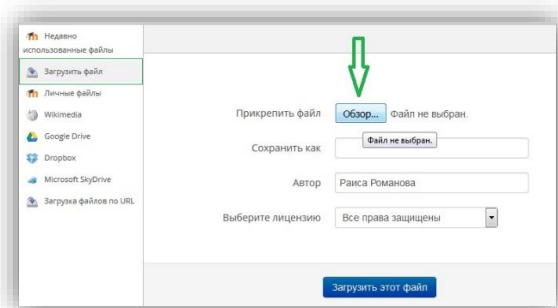 Недавно
использованные файлы
Загрузить файл
Личные файлы
Wikimedia
Google Drive
Dropbox
Microsoft SkyDrive
Загрузка файлов по URL
Прикрепить файл Обзор... Файл не выбран.
Файл не выбран.
Сохранить как
Автор Раиса Романова
Выберите лицензию Все права защищены
Загрузить этот файл